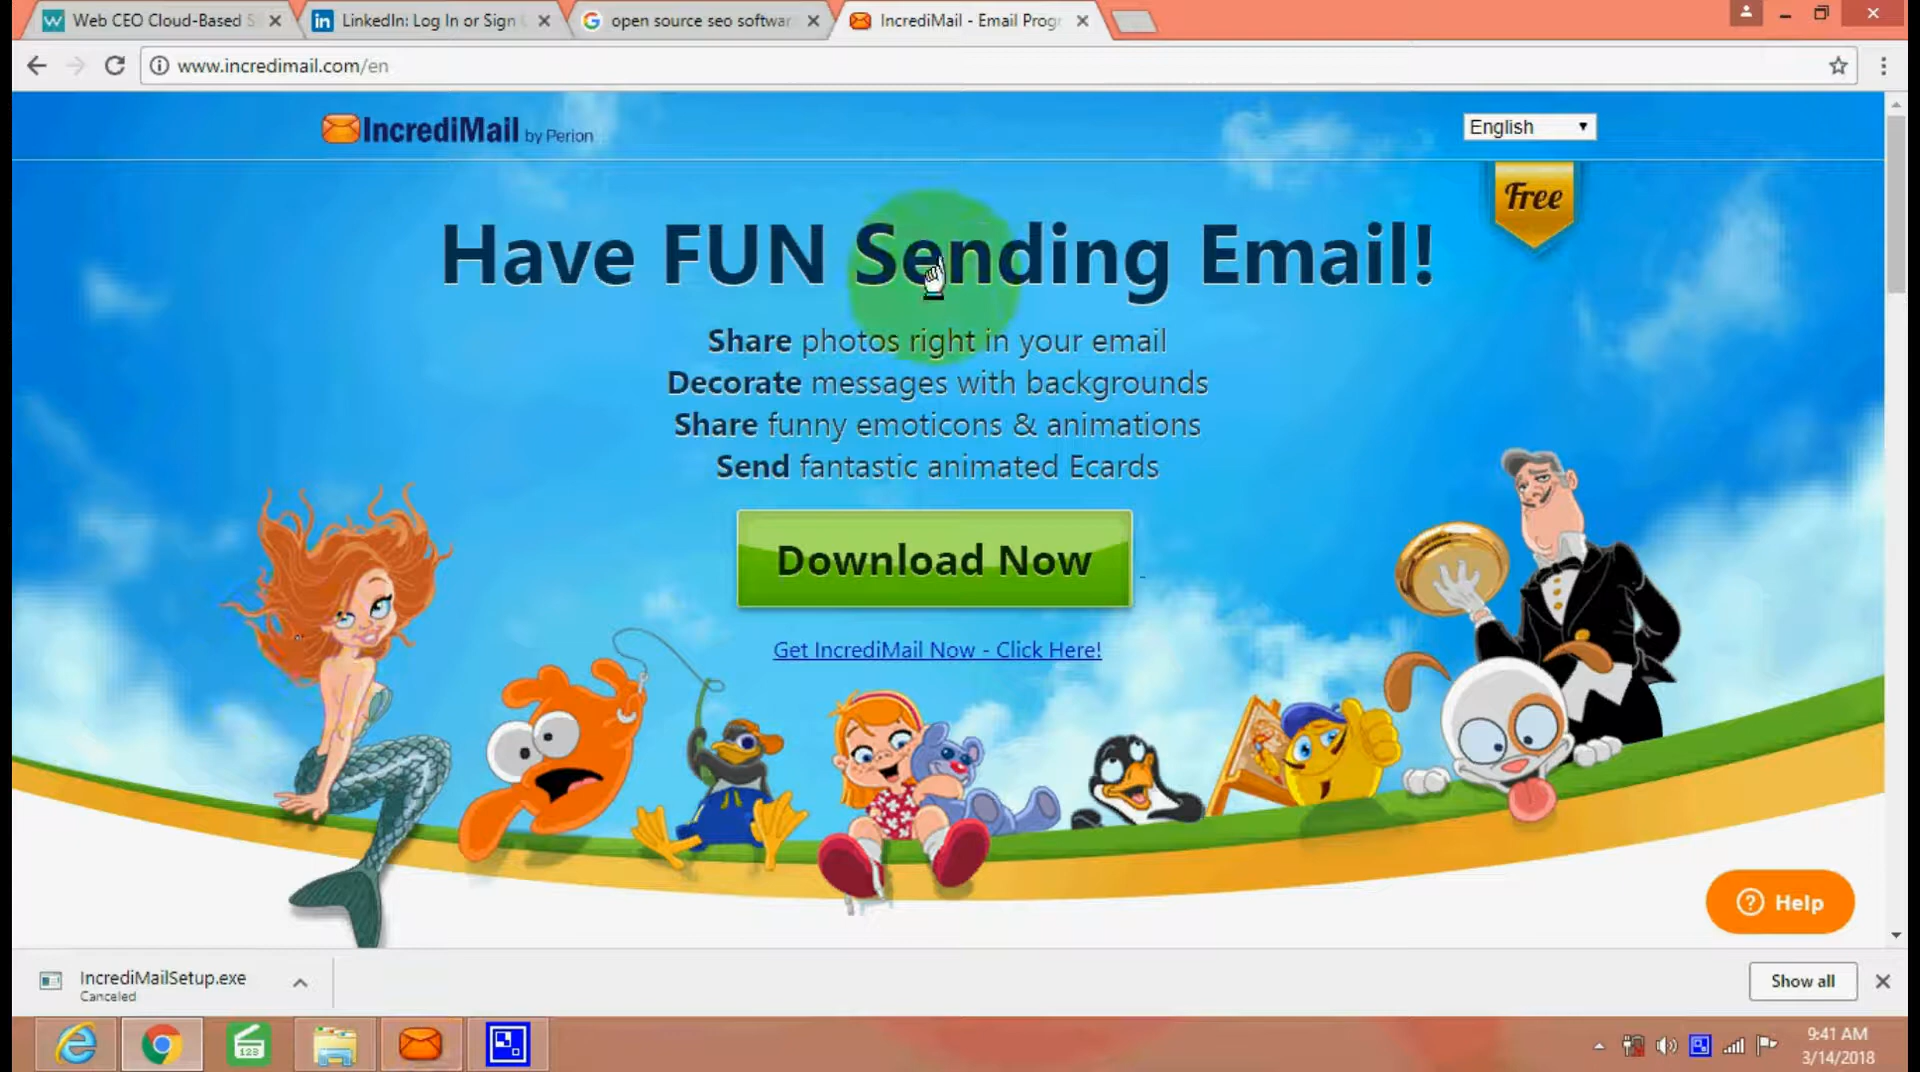 Web CEO Cloud-Based S
LinkedIn: Log In or Sign
open source seo softwar
IncrediMail - Email Prog
www.incredimail.com/en
IncrediMail by Perion
English
Free
Have FUN Sending Email!
Share photos right in your email
Decorate messages with backgrounds
Share funny emoticons & animations
Send fantastic animated Ecards
Download Now
Get IncrediMail Now - Click Here!
Help
IncrediMailSetup.exe
Canceled
Show all
123
9:41 AM
3/14/2018